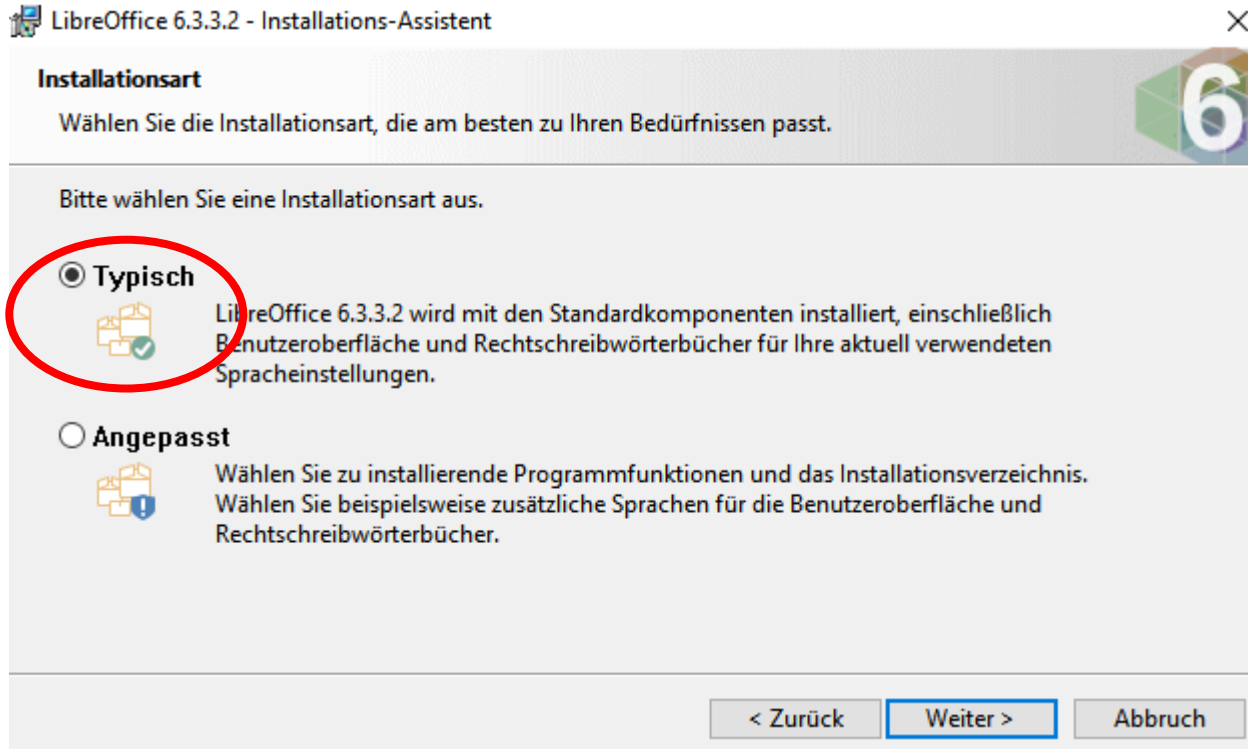 LibreOffice 6.3.3.2 - Installations-Assistent
Installationsart
Wählen Sie die Installationsart, die am besten zu Ihren Bedürfnissen passt.
6
Bitte wählen Sie eine Installationsart aus.
Typisch
LibreOffice 6.3.3.2 wird mit den Standardkomponenten installiert, einschließlich
Benutzeroberfläche und Rechtschreibwörterbücher für Ihre aktuell verwendeten
Spracheinstellungen.
Angepasst
Wählen Sie zu installierende Programmfunktionen und das Installationsverzeichnis.
Wählen Sie beispielsweise zusätzliche Sprachen für die Benutzeroberfläche und
Rechtschreibwörterbücher.
< Zurück Weiter > Abbruch